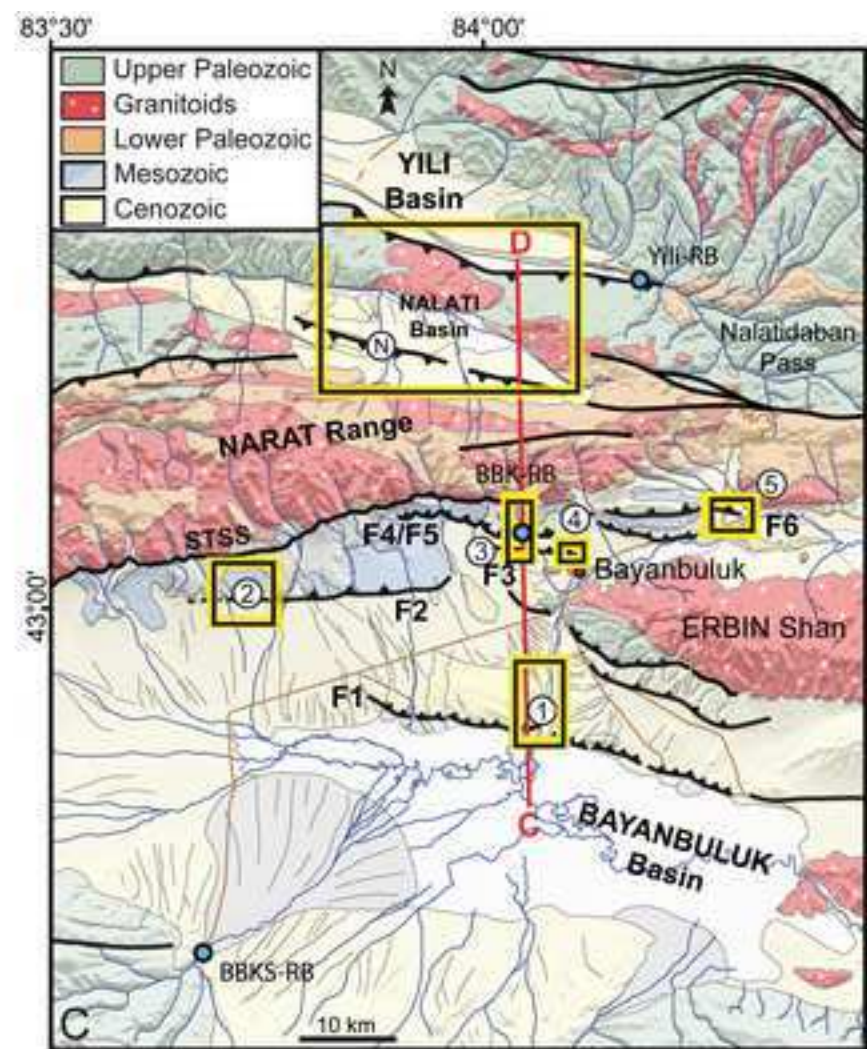 83°30'
84°00'
Upper Paleozoic
Granitoids
Lower Paleozoic
Mesozoic
Cenozoic
N
YILI
Basin
D
Yili-RB
NALATI
Basin
N
Nalatidaban
Pass
NARAT Range
BBK-RB
5
4
STSS
F4/F5
F6
3
F3
Bayanbuluk
2
F2
43°00'
ERBIN Shan
F1
1
C
BAYANBULUK
Basin
BBKS-RB
C
10 km